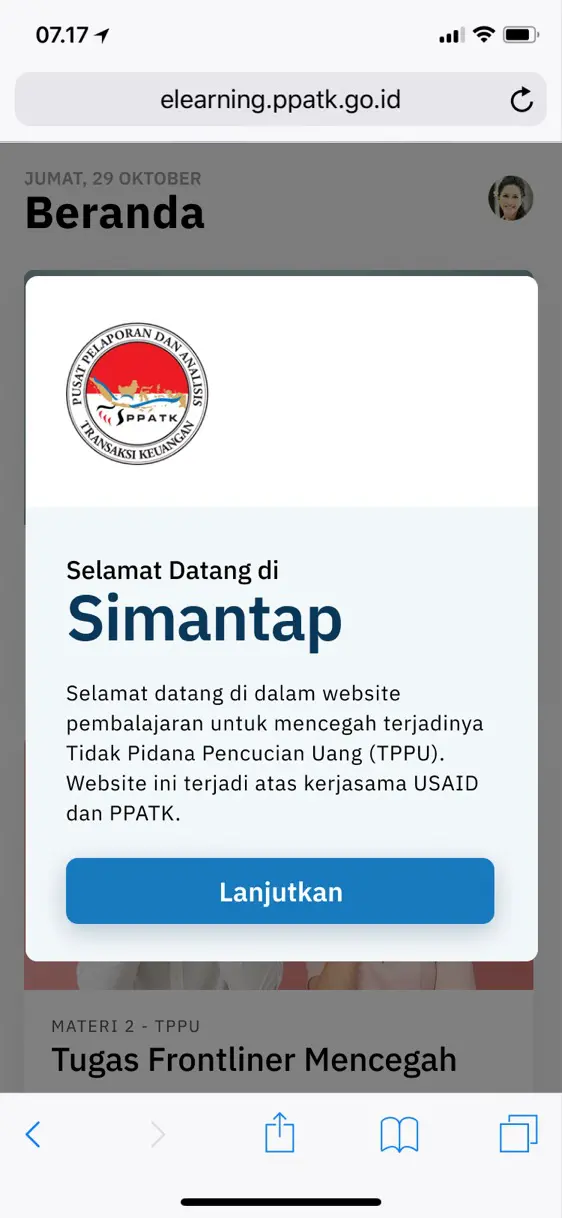 07.17
elearning.ppatk.go.id
JUMAT, 29 OKTOBER
Beranda
PUSAT PELAPORAN DAN ANALISIS
PPATK
TRANSAKSI KEUANGAN
Selamat Datang di
Simantap
Selamat datang di dalam website
pembalajaran untuk mencegah terjadinya
Tidak Pidana Pencucian Uang (TPPU).
Website ini terjadi atas kerjasama USAID
dan PPATK.
Lanjutkan
MATERI 2 - TPPU
Tugas Frontliner Mencegah